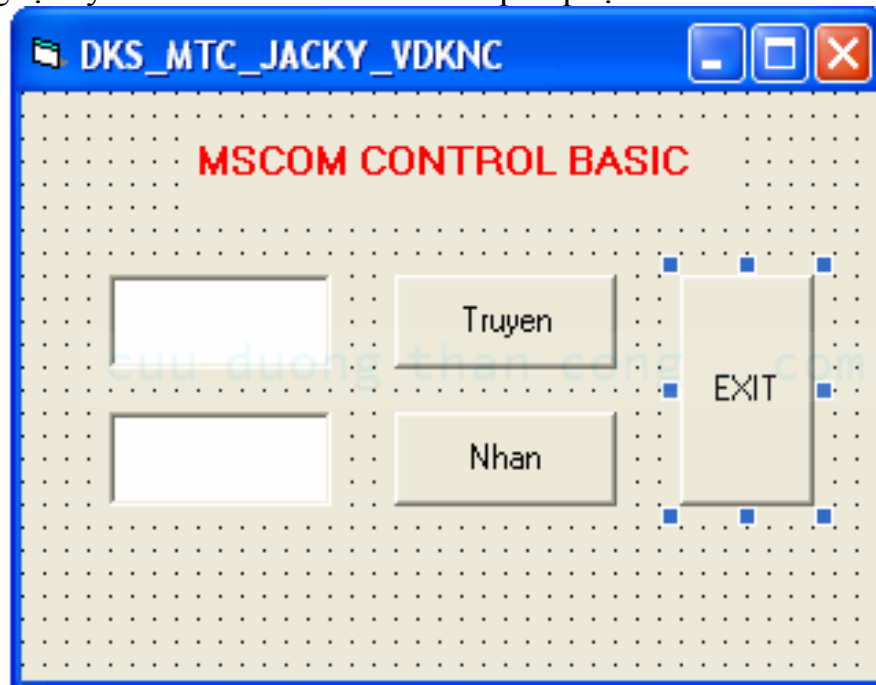 DKS_MTC_JACKY_VDKNC
MSCOM CONTROL BASIC
Truyen
cuu duong than cong . com
EXIT
Nhan